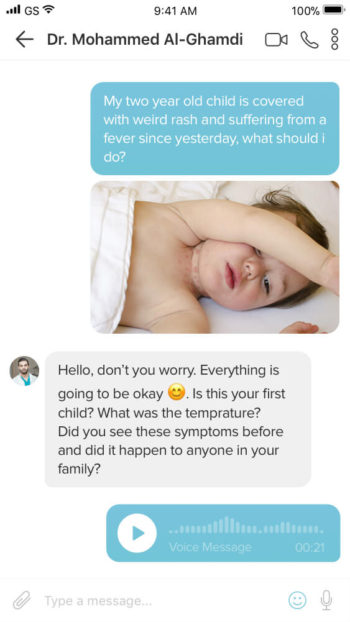 GS 9:41 AM 100%
Dr. Mohammed Al-Ghamdi
My two year old child is covered
with weird rash and suffering from a
fever since yesterday, what should i
do?
Hello, don't you worry. Everything is
going to be okay 😊. Is this your first
child? What was the temprature?
Did you see these symptoms before
and did it happen to anyone in your
family?
Voice Message 00:21
Type a message...